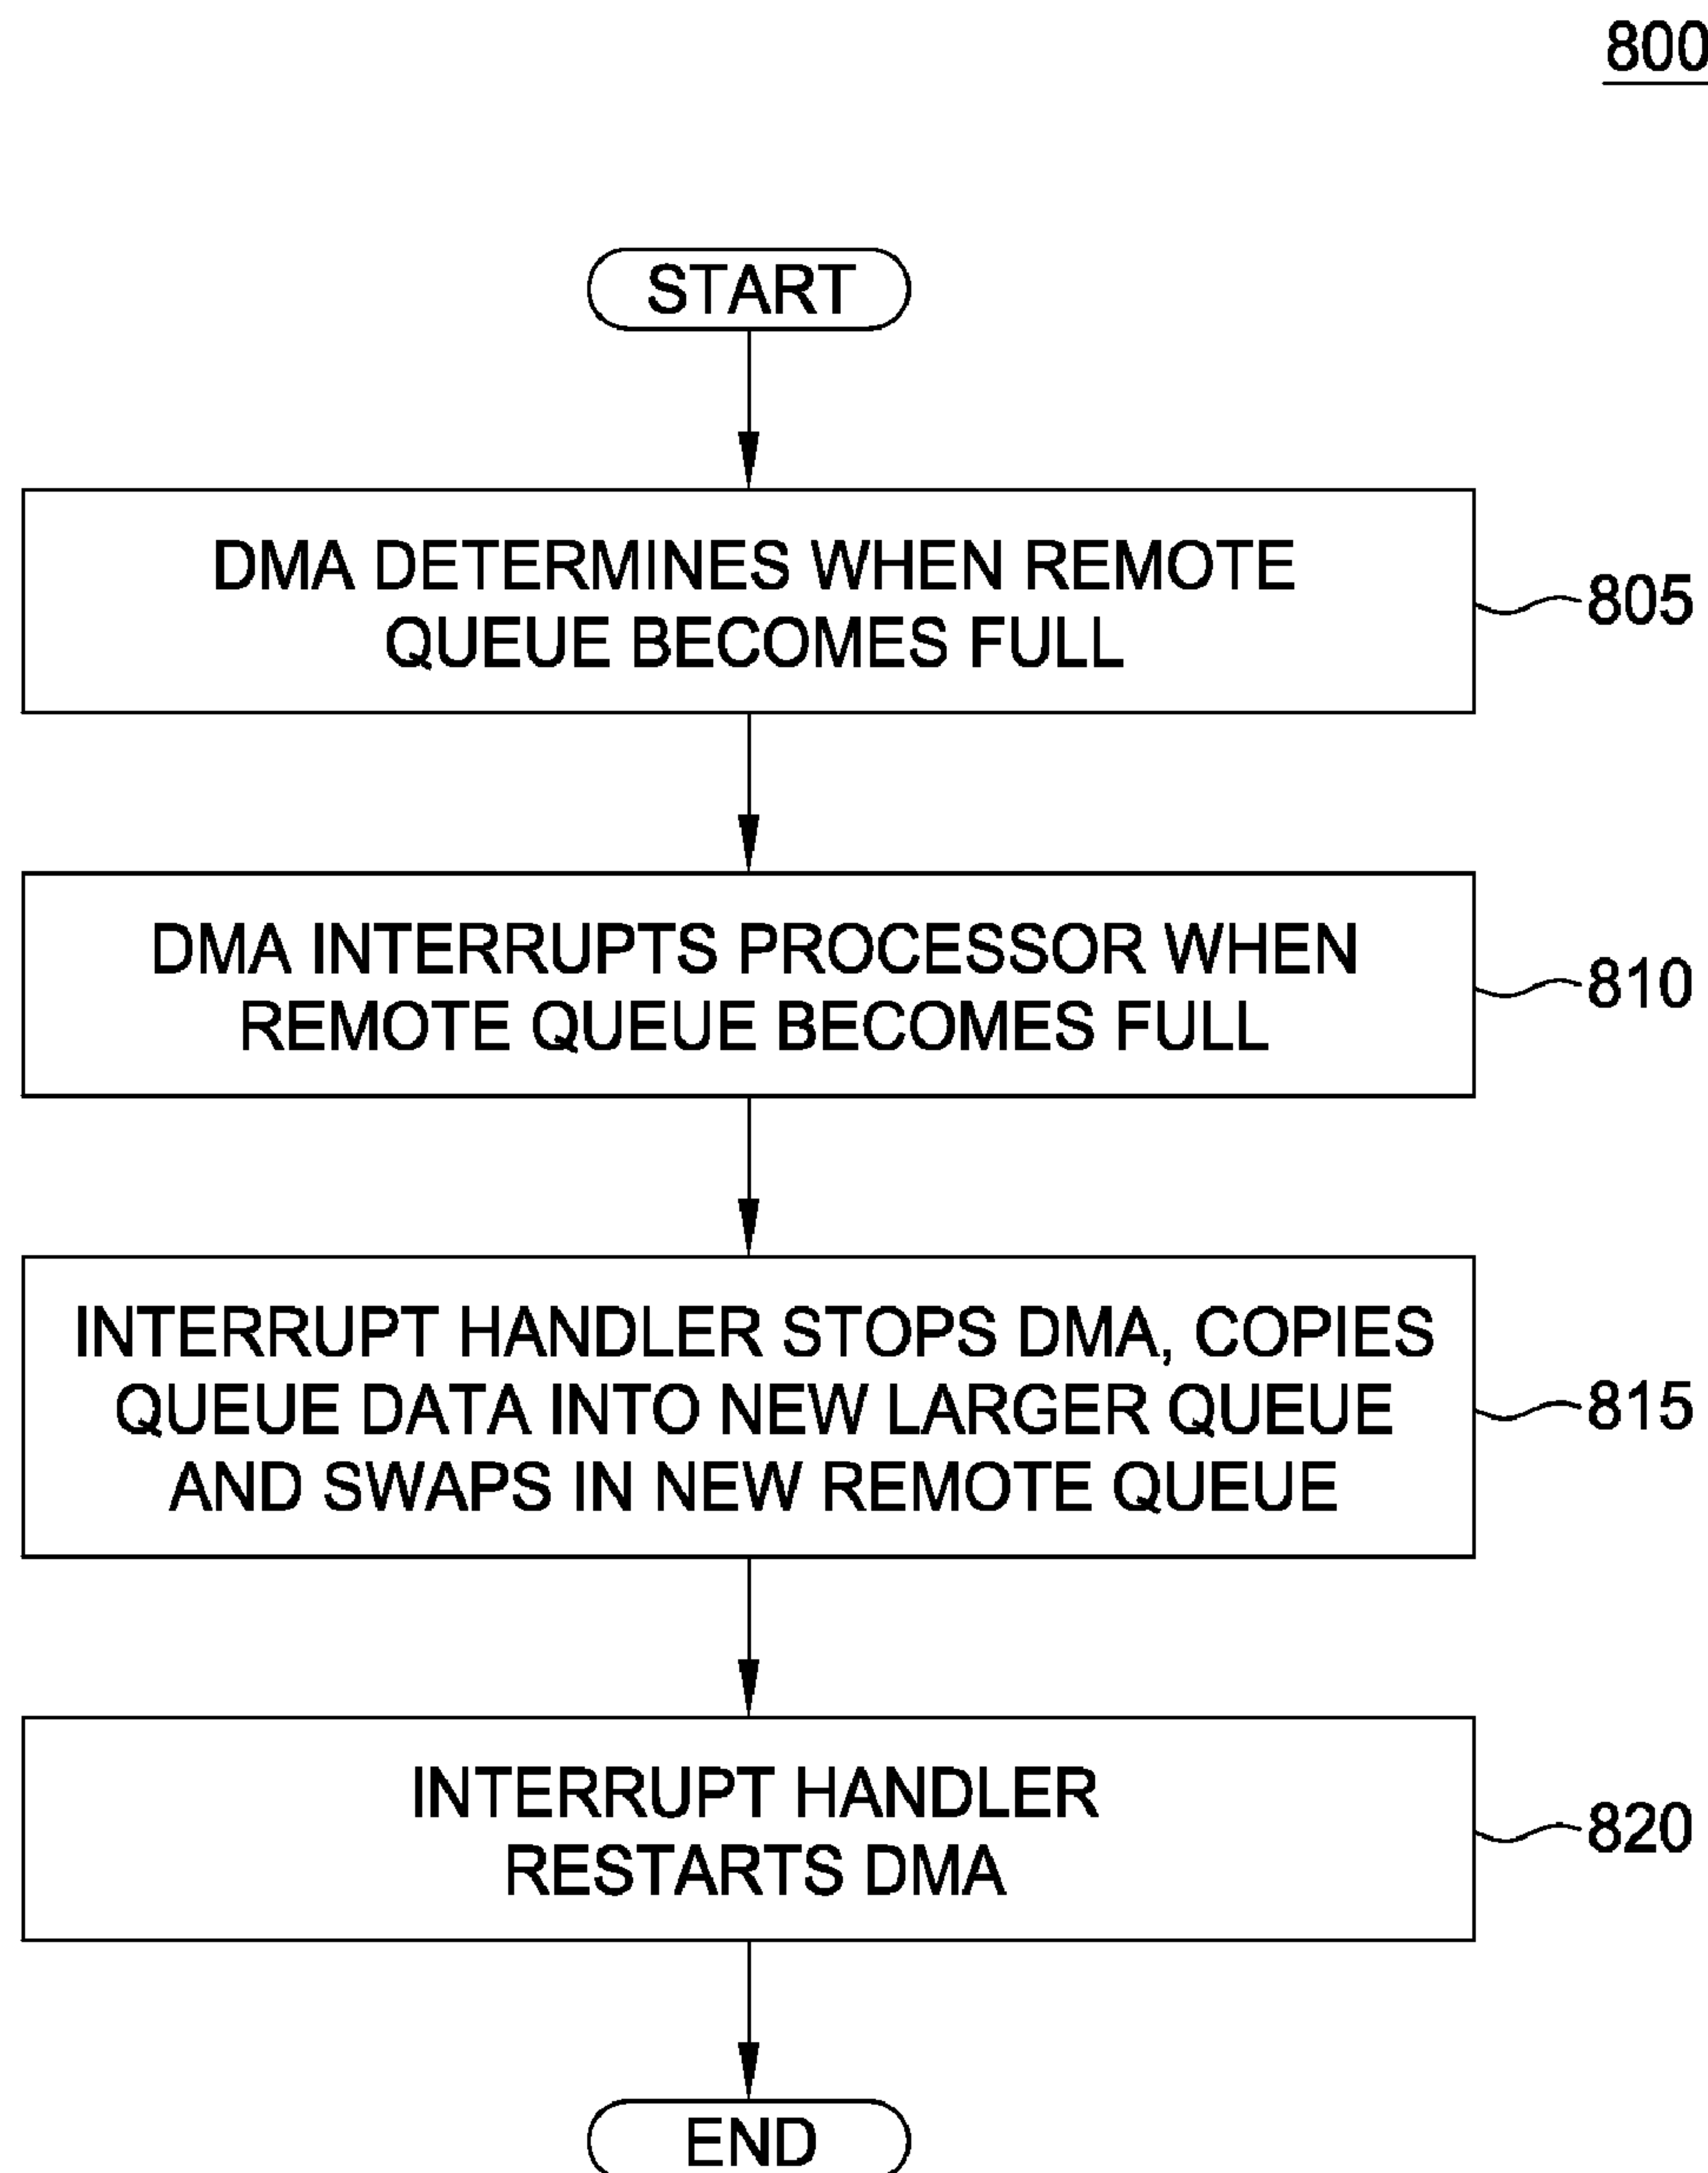 800
START
DMA DETERMINES WHEN REMOTE
QUEUE BECOMES FULL
805
DMA INTERRUPTS PROCESSOR WHEN
REMOTE QUEUE BECOMES FULL
810
INTERRUPT HANDLER STOPS DMA, COPIES
QUEUE DATA INTO NEW LARGER QUEUE
AND SWAPS IN NEW REMOTE QUEUE
815
INTERRUPT HANDLER
RESTARTS DMA
820
END